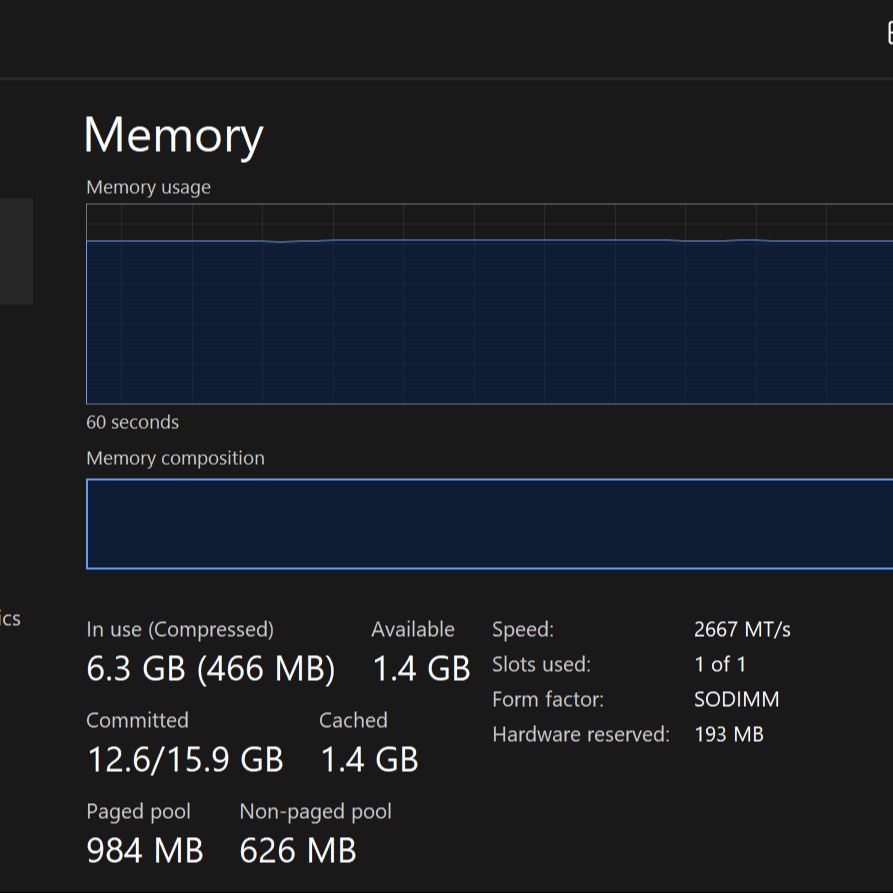 Memory
Memory usage
60 seconds
Memory composition
ics
In use (Compressed)
6.3 GB (466 MB)
Available
1.4 GB
Committed
12.6/15.9 GB
Cached
1.4 GB
Paged pool
984 MB
Non-paged pool
626 MB
Speed: 2667 MT/s
Slots used: 1 of 1
Form factor: SODIMM
Hardware reserved: 193 MB